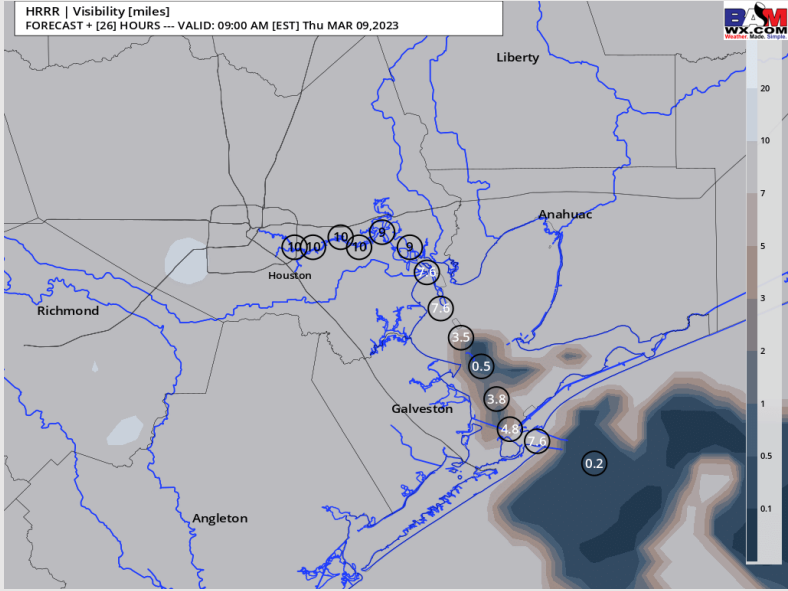 HRRR | Visibility [miles]
FORECAST + [26] HOURS --- VALID: 09:00 AM [EST] Thu MAR 09,2023
BAM
WX.COM
Weather. Made. Simple.
Liberty
20
10
7
Anahuac
10 10 10 10 9 9
5
Houston
7.6
3
Richmond
7.6
3.5
2
0.5
1
3.8
Galveston
4.8
7.6
0.5
0.2
0.1
Angleton